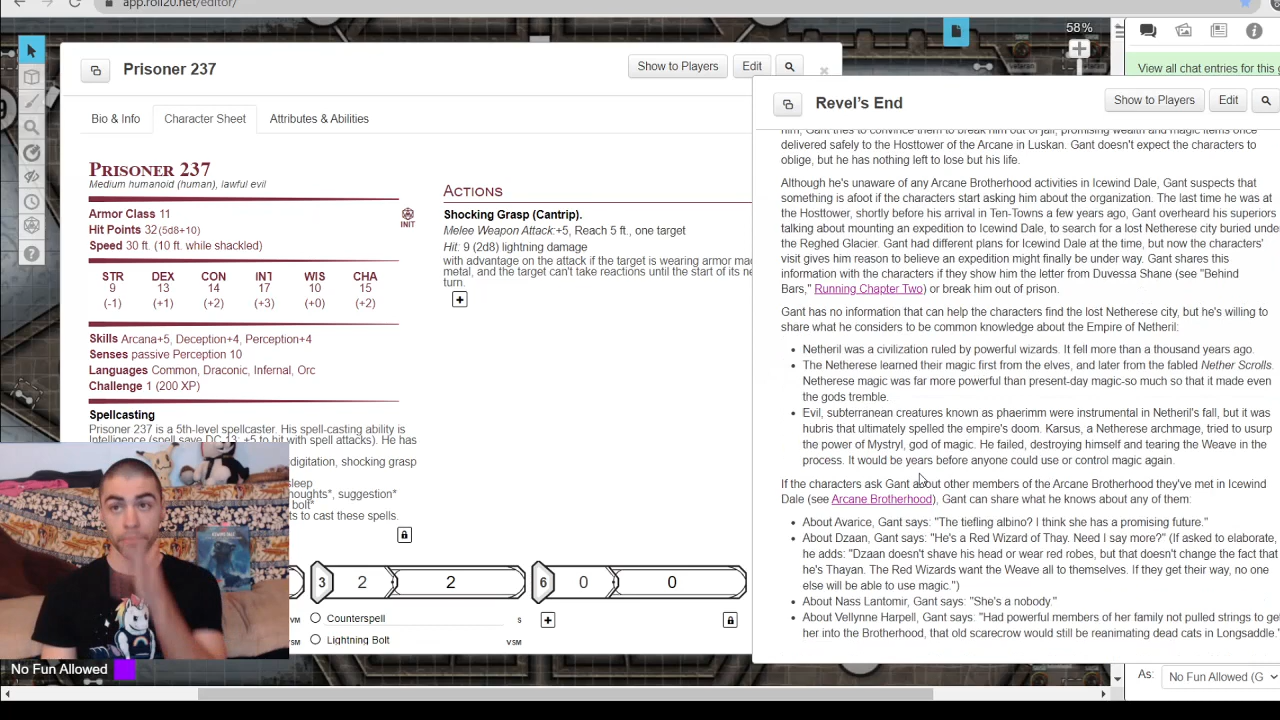 app.roll20.net/editor/
58%
Prisoner 237
Show to Players
Edit
View all chat entries for this g
Bio & Info
Character Sheet
Attributes & Abilities
PRISONER 237
Medium humanoid (human), lawful evil
Armor Class 11
Hit Points 32(5d8+10)
Speed 30 ft. (10 ft. while shackled)
INIT
STR DEX CON INT WIS CHA
9 13 14 17 10 15
(-1) (+1) (+2) (+3) (+0) (+2)
Skills Arcana+5, Deception+4, Perception+4
Senses passive Perception 10
Languages Common, Draconic, Infernal, Orc
Challenge 1 (200 XP)
Spellcasting
Prisoner 237 is a 5th-level spellcaster. His spell-casting ability is
Intelligence (spell save DC 13; +5 to hit with spell attacks). He has
digitation, shocking grasp
sleep
houghts, suggestion*
bolt*
ts to cast these spells.
ACTIONS
Shocking Grasp (Cantrip).
Melee Weapon Attack:+5, Reach 5 ft., one target
Hit: 9 (2d8) lightning damage
with advantage on the attack if the target is wearing armor mad
metal, and the target can't take reactions until the start of its ne
turn.
3 2 2
6 0 0
VM Counterspell S
SM Lightning Bolt VSM
No Fun Allowed
Revel's End
Show to Players
Edit
him, Gant tries to convince them to break him out of jail, promising wealth and magic items once
delivered safely to the Hosttower of the Arcane in Luskan. Gant doesn't expect the characters to
oblige, but he has nothing left to lose but his life.
Although he's unaware of any Arcane Brotherhood activities in Icewind Dale, Gant suspects that
something is afoot if the characters start asking him about the organization. The last time he was at
the Hosttower, shortly before his arrival in Ten-Towns a few years ago, Gant overheard his superiors
talking about mounting an expedition to Icewind Dale, to search for a lost Netherese city buried under
the Reghed Glacier. Gant had different plans for Icewind Dale at the time, but now the characters'
visit gives him reason to believe an expedition might finally be under way. Gant shares this
information with the characters if they show him the letter from Duvessa Shane (see "Behind
Bars," Running Chapter Two) or break him out of prison.
Gant has no information that can help the characters find the lost Netherese city, but he's willing to
share what he considers to be common knowledge about the Empire of Netheril:
• Netheril was a civilization ruled by powerful wizards. It fell more than a thousand years ago.
• The Netherese learned their magic first from the elves, and later from the fabled Nether Scrolls.
Netherese magic was far more powerful than present-day magic-so much so that it made even
the gods tremble.
• Evil, subterranean creatures known as phaerimm were instrumental in Netheril's fall, but it was
hubris that ultimately spelled the empire's doom. Karsus, a Netherese archmage, tried to usurp
the power of Mystryl, god of magic. He failed, destroying himself and tearing the Weave in the
process. It would be years before anyone could use or control magic again.
If the characters ask Gant about other members of the Arcane Brotherhood they've met in Icewind
Dale (see Arcane Brotherhood), Gant can share what he knows about any of them:
• About Avarice, Gant says: "The tiefling albino? I think she has a promising future."
• About Dzaan, Gant says: "He's a Red Wizard of Thay. Need I say more?" (If asked to elaborate,
he adds: "Dzaan doesn't shave his head or wear red robes, but that doesn't change the fact that
he's Thayan. The Red Wizards want the Weave all to themselves. If they get their way, no one
else will be able to use magic.")
• About Nass Lantomir, Gant says: "She's a nobody."
• About Vellynne Harpell, Gant says: "Had powerful members of her family not pulled strings to get
her into the Brotherhood, that old scarecrow would still be reanimating dead cats in Longsaddle."
As: No Fun Allowed (G